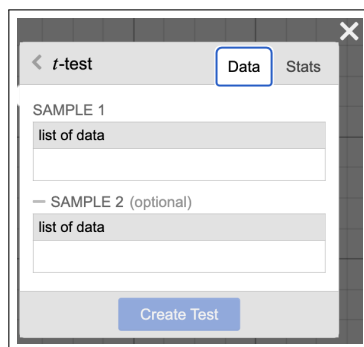 t-test Data Stats
SAMPLE 1
list of data
SAMPLE 2 (optional)
list of data
Create Test